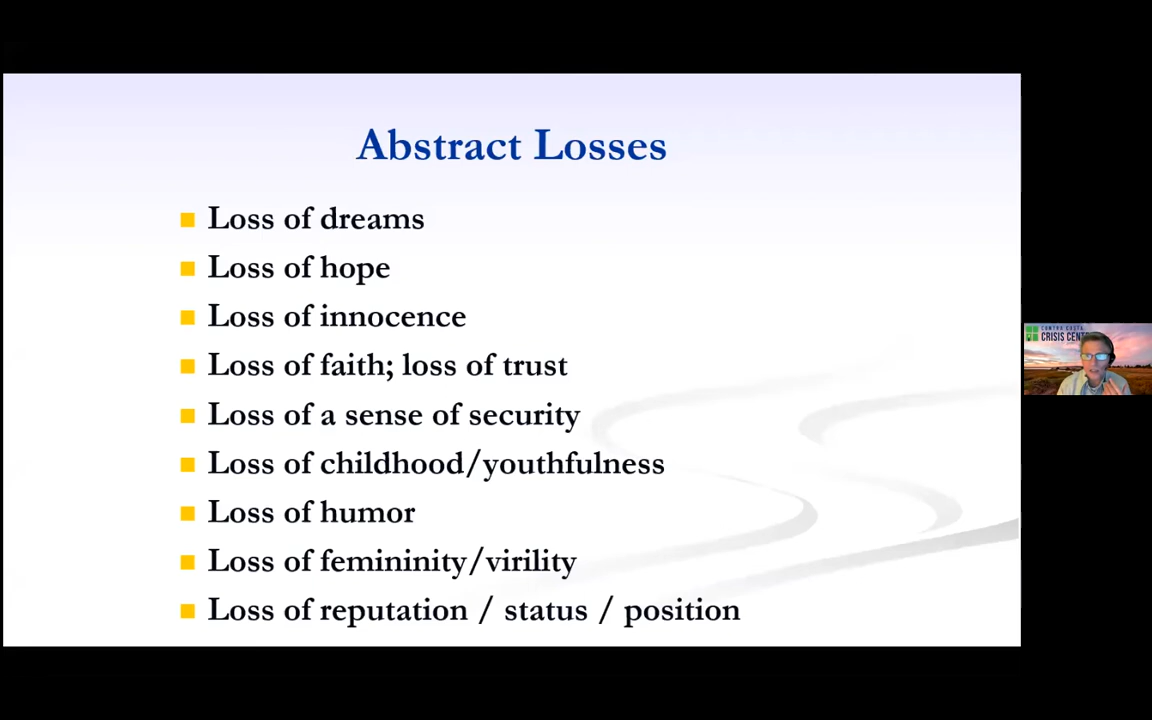 Abstract Losses
Loss of dreams
Loss of hope
Loss of innocence
Loss of faith; loss of trust
Loss of a sense of security
Loss of childhood/youthfulness
Loss of humor
Loss of femininity/virility
Loss of reputation / status / position
CONTRA COSTA
CRISIS